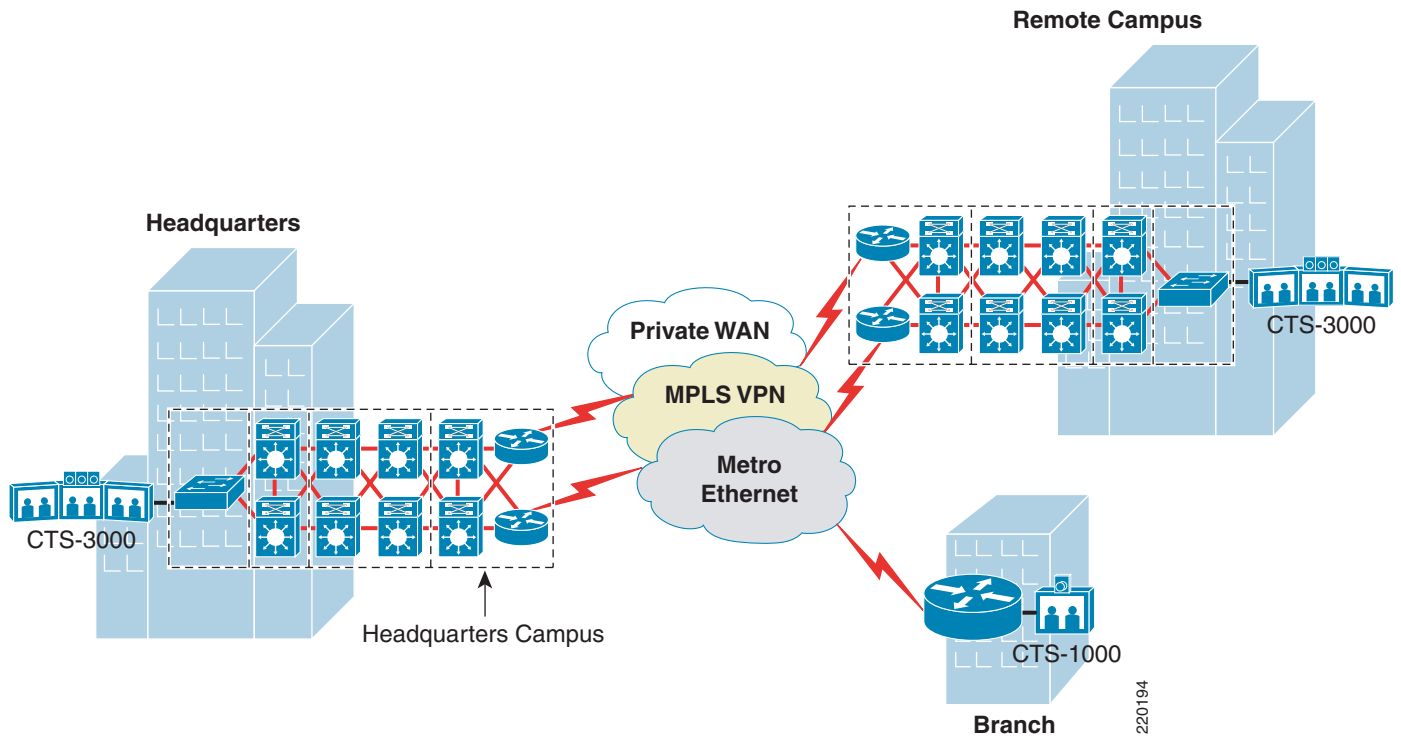 Remote Campus
Headquarters
Private WAN
CTS-3000
MPLS VPN
Metro
Ethernet
CTS-3000
Headquarters Campus
CTS-1000
220194
Branch